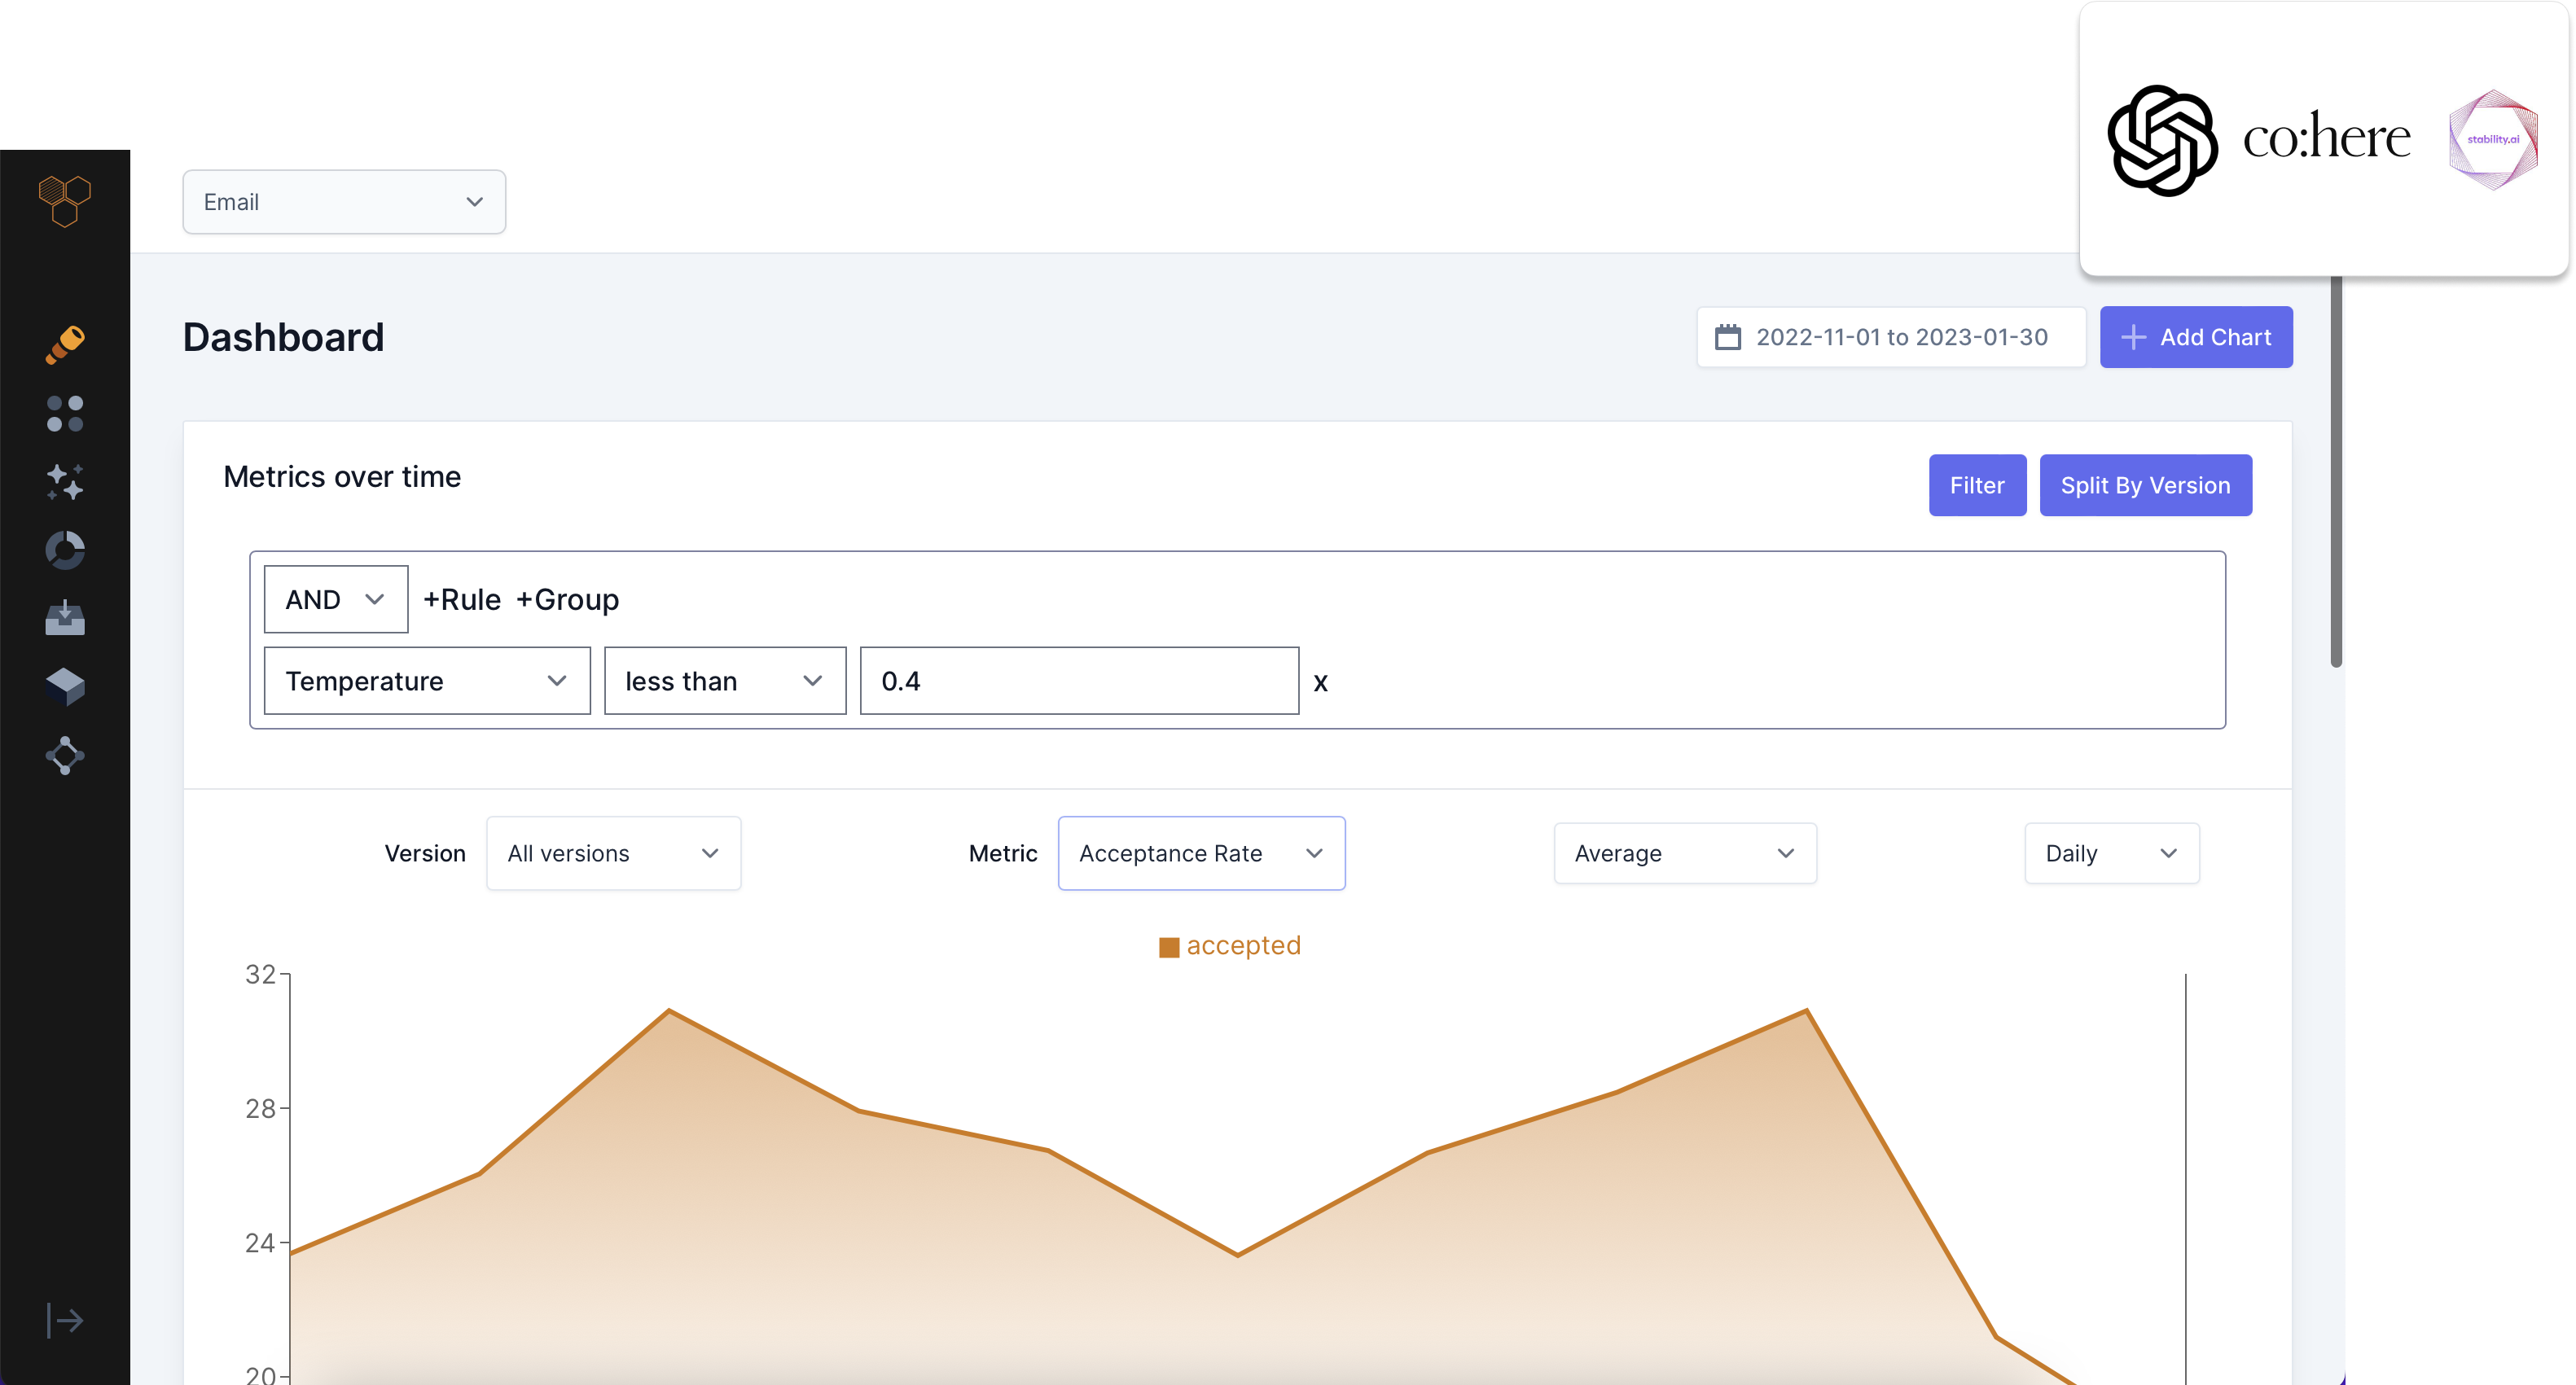 co:here
stability.ai
Email
Dashboard
2022-11-01 to 2023-01-30
Add Chart
Metrics over time
Filter
Split By Version
AND
+Rule +Group
Temperature
less than
0.4
x
Version
All versions
Metric
Acceptance Rate
Average
Daily
accepted
32
28
24
20